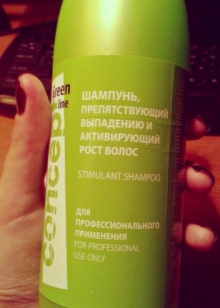 Green
line
concept
ШАМПУНЬ,
ПРЕПЯТСТВУЮЩИЙ
ВЫПАДЕНИЮ И
АКТИВИРУЮЩИЙ
РОСТ ВОЛОС
STIMULANT SHAMPOO
ДЛЯ
ПРОФЕССИОНАЛЬНОГО
ПРИМЕНЕНИЯ
FOR PROFESSIONAL
USE ONLY